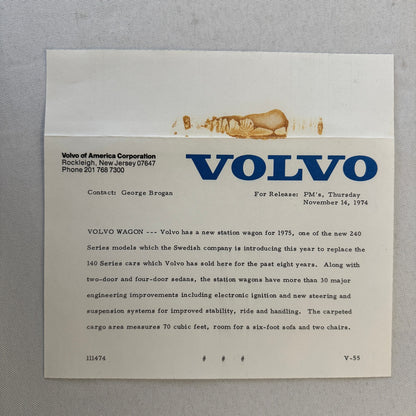 Volvo of America Corporation
Rockleigh, New Jersey 07647
Phone 201 768 7300
VOLVO
Contact: George Brogan
For Release: PM's, Thursday
November 14, 1974
VOLVO WAGON --- Volvo has a new station wagon for 1975, one of the new 240
Series models which the Swedish company is introducing this year to replace the
140 Series cars which Volvo has sold here for the past eight years. Along with
two-door and four-door sedans, the station wagons have more than 30 major
engineering improvements including electronic ignition and new steering and
suspension systems for improved stability, ride and handling. The carpeted
cargo area measures 70 cubic feet, room for a six-foot sofa and two chairs.
111474 # # # V-55